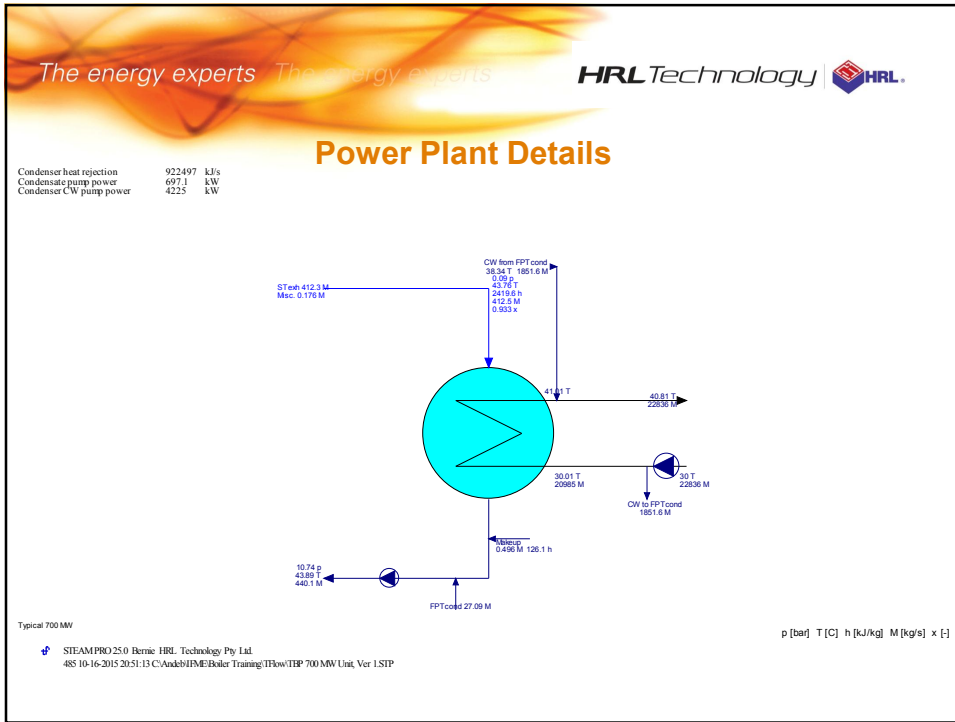 The energy experts The energy experts
HRL Technology HRL.
Power Plant Details
Condenser heat rejection 922497 kJ/s
Condensate pump power 697.1 kW
Condenser CW pump power 4225 kW
CW from FPTcond
38.34 T 1851.6 M
0.09 p
43.76 T
2419.6 h
412.5 M
0.933 x
STexh 412.3 M
Misc. 0.176 M
41.01 T
40.81 T
22836 M
30.01 T
20985 M
30 T
22836 M
CW to FPTcond
1851.6 M
Makeup
0.496 M 126.1 h
10.74 p
43.89 T
440.1 M
FPTcond 27.09 M
Typical 700 MW
p [bar] T [C] h [kJ/kg] M [kg/s] x [-]
STEAM PRO 25.0 Bernie HRL Technology Pty Ltd.
485 10-16-2015 20:51:13 C:\Andeb\IFME\Boiler Training\TFlow\TBP 700 MW Unit, Ver 1.STP